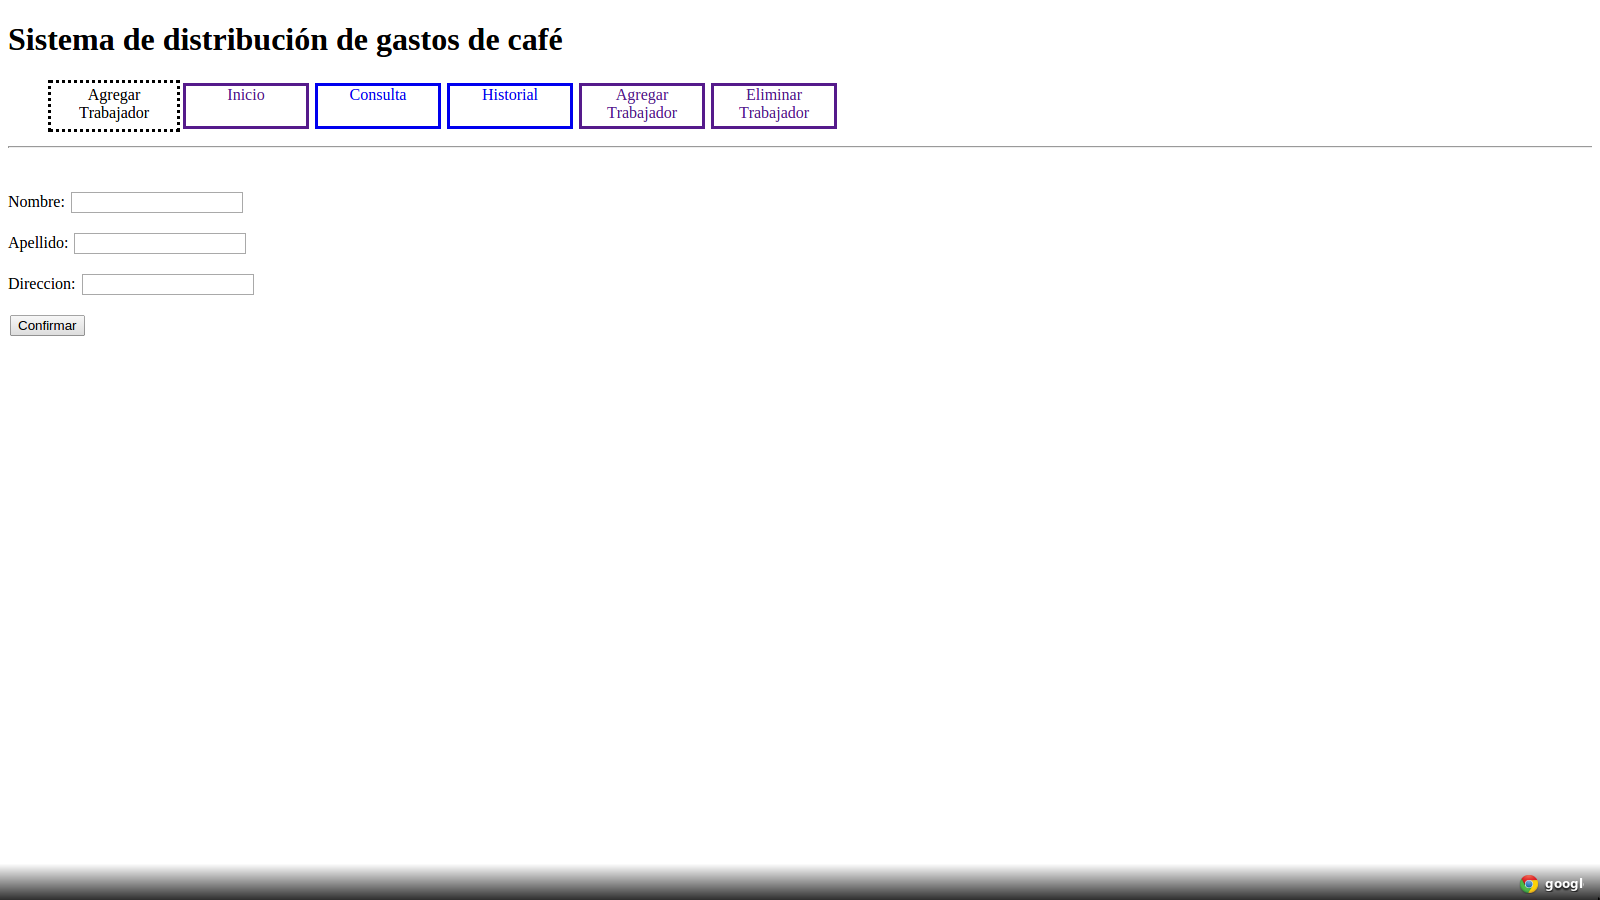 Sistema de distribución de gastos de café
Agregar
Trabajador
Inicio
Consulta
Historial
Agregar
Trabajador
Eliminar
Trabajador
Nombre:
Apellido:
Direccion:
Confirmar
googl